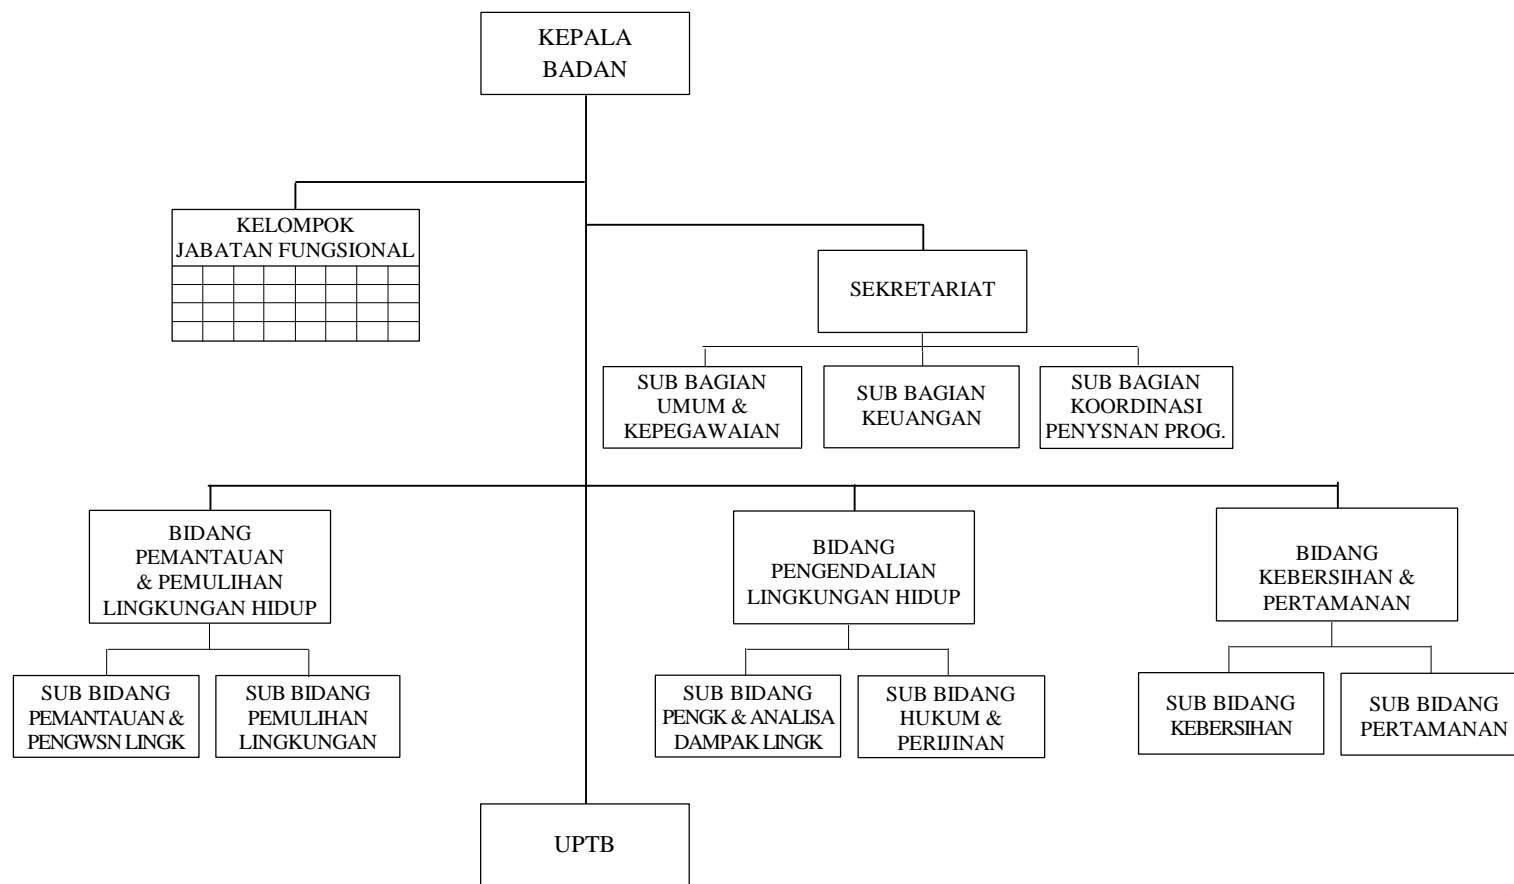 KEPALA
BADAN
KELOMPOK
JABATAN FUNGSIONAL
SEKRETARIAT
SUB BAGIAN
UMUM &
KEPEGAWAIAN
SUB BAGIAN
KEUANGAN
SUB BAGIAN
KOORDINASI
PENYSNAN PROG.
BIDANG
PEMANTAUAN
& PEMULIHAN
LINGKUNGAN HIDUP
BIDANG
PENGENDALIAN
LINGKUNGAN HIDUP
BIDANG
KEBERSIHAN &
PERTAMANAN
SUB BIDANG
PEMANTAUAN &
PENGWSN LINGK
SUB BIDANG
PEMULIHAN
LINGKUNGAN
SUB BIDANG
PENGK & ANALISA
DAMPAK LINGK
SUB BIDANG
HUKUM &
PERIJINAN
SUB BIDANG
KEBERSIHAN
SUB BIDANG
PERTAMANAN
UPTB